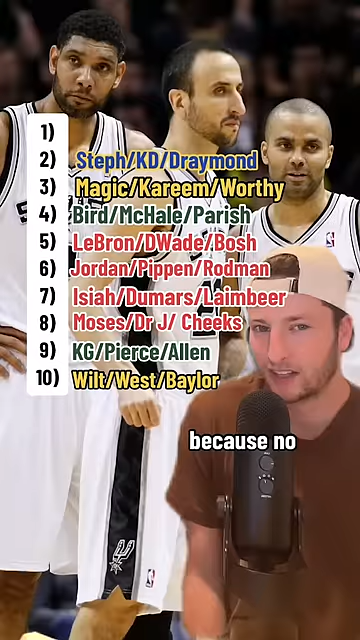 1)
2) Steph/KD/Draymond
3) Magic/Kareem/Worthy
4) Bird/McHale/Parish
5) LeBron/DWade/Bosh
6) Jordan/Pippen/Rodman
7) Isiah/Dumars/Laimbeer
8) Moses/Dr J/ Cheeks
9) KG/Pierce/Allen
10) Wilt/West/Baylor
because no